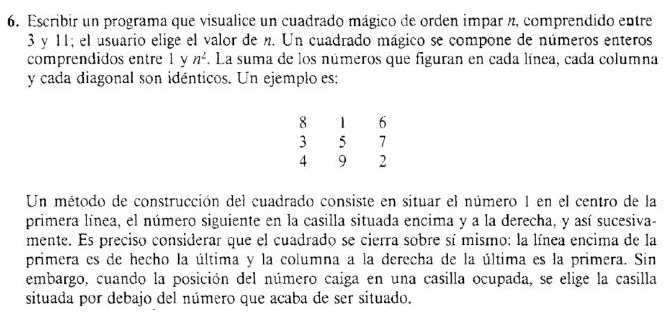 6. Escribir un programa que visualice un cuadrado mágico de orden impar n, comprendido entre
3 y 11; el usuario elige el valor de n. Un cuadrado mágico se compone de números enteros
comprendidos entre 1 y n². La suma de los números que figuran en cada línea, cada columna
y cada diagonal son idénticos. Un ejemplo es:
8 1 6
3 5 7
4 9 2
Un método de construcción del cuadrado consiste en situar el número 1 en el centro de la
primera línea, el número siguiente en la casilla situada encima y a la derecha, y así sucesiva-
mente. Es preciso considerar que el cuadrado se cierra sobre sí mismo: la línea encima de la
primera es de hecho la última y la columna a la derecha de la última es la primera. Sin
embargo, cuando la posición del número caiga en una casilla ocupada, se elige la casilla
situada por debajo del número que acaba de ser situado.